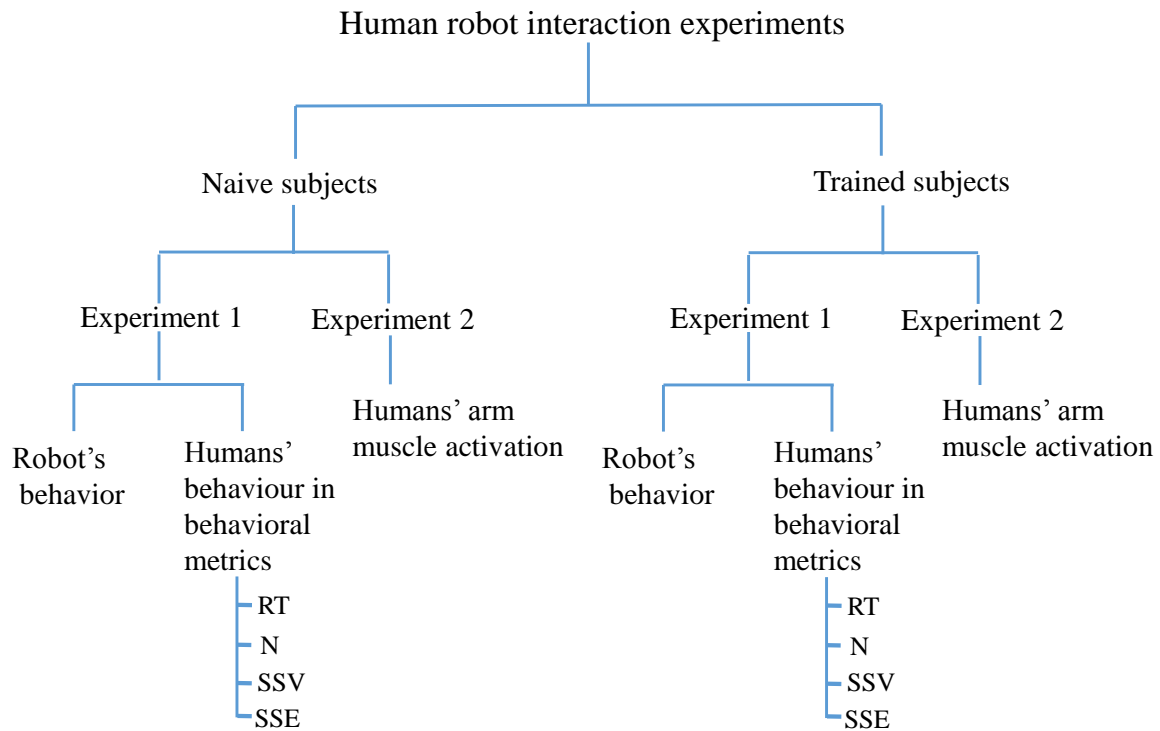 Human robot interaction experiments
Naive subjects
Trained subjects
Experiment 1
Experiment 2
Experiment 1
Experiment 2
Robot's
behavior
Humans'
behaviour in
behavioral
metrics
Humans' arm
muscle activation
RT
N
SSV
SSE
Robot's
behavior
Humans'
behaviour in
behavioral
metrics
Humans' arm
muscle activation
RT
N
SSV
SSE